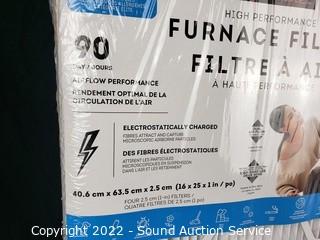 HIGH PERFORMANCE
FURNACE FIL
FILTRE À AI
À HAUTE PERFORMANCE
90
DAY / JOURS
AIRFLOW PERFORMANCE
RENDEMENT OPTIMAL DE LA
CIRCULATION DE L'AIR
ELECTROSTATICALLY CHARGED
FIBRES ATTRACT AND CAPTURE
MICROSCOPIC AIRBORNE PARTICLES
DES FIBRES ÉLECTROSTATIQUES
ATTIRENT LES PARTICULES
MICROSCOPIQUES EN SUSPENSION
DANS L'AIR ET LES RETIENNENT
40.6 cm x 63.5 cm x 2.5 cm (16 x 25 x 1 in / po)
FOUR 2.5 cm (1-in) FILTERS /
QUATRE FILTRES DE 2.5 cm (1 po)
Copyright 2022 - Sound Auction Service